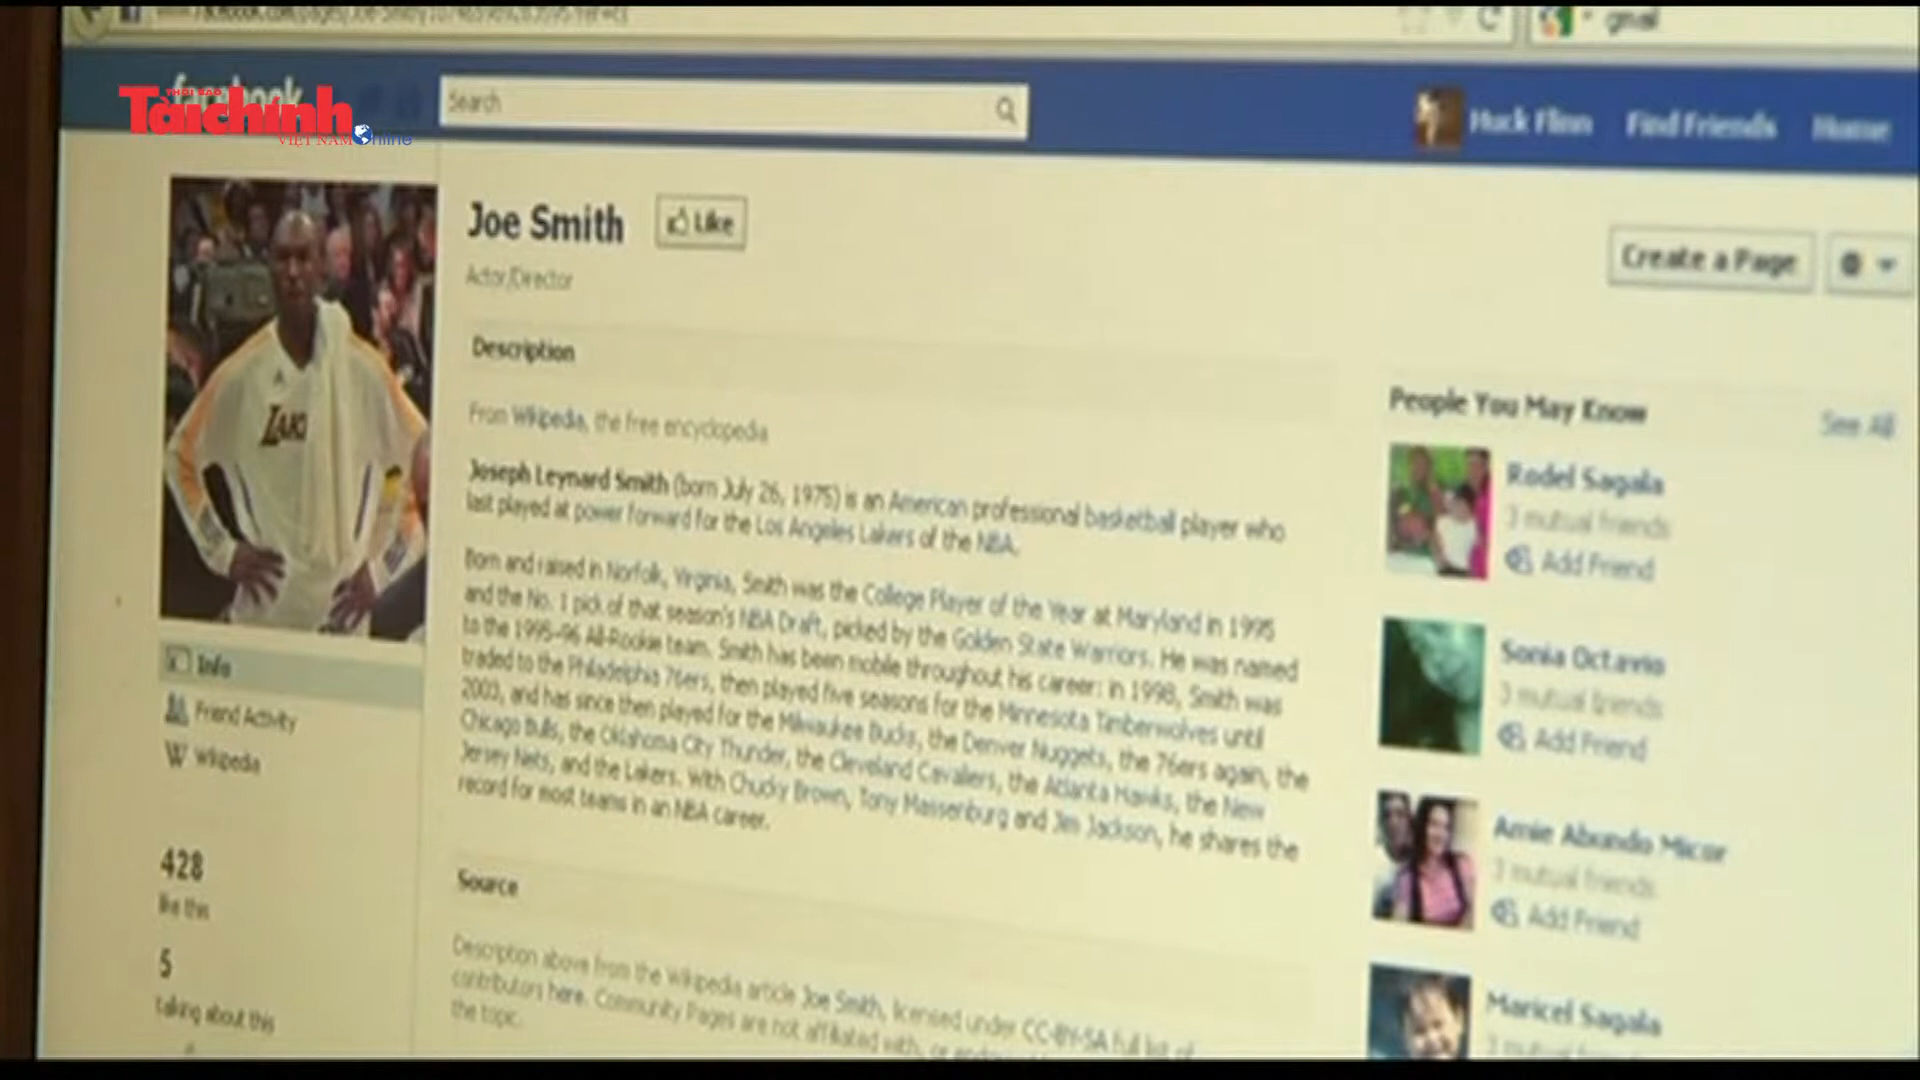 gmail
facebook
THỜI BÁO
Tàichính
VIỆT NAM Online
Search
Huck Flinn
Find Friends
Home
Joe Smith
Like
Actor/Director
Create a Page
Description
From Wikipedia, the free encyclopedia
Joseph Leynard Smith (born July 26, 1975) is an American professional basketball player who
last played at power forward for the Los Angeles Lakers of the NBA.
Born and raised in Norfolk, Virginia, Smith was the College Player of the Year at Maryland in 1995
and the No. 1 pick of that season's NBA Draft, picked by the Golden State Warriors. He was named
to the 1995-96 All-Rookie team. Smith has been mobile throughout his career: in 1998, Smith was
traded to the Philadelphia 76ers, then played five seasons for the Minnesota Timberwolves until
2003, and has since then played for the Milwaukee Bucks, the Denver Nuggets, the 76ers again, the
Chicago Bulls, the Oklahoma City Thunder, the Cleveland Cavaliers, the Atlanta Hawks, the New
Jersey Nets, and the Lakers. With Chucky Brown, Tony Massenburg and Jim Jackson, he shares the
record for most teams in an NBA career.
Source
Description above from the Wikipedia article Joe Smith, licensed under CC-BY-SA full list of
contributors here. Community Pages are not affiliated with, or
the topic.
LAK
Info
Friend Activity
Wikipedia
428
like this
5
talking about this
People You May Know
See All
Rodel Sagala
3 mutual friends
Add Friend
Sonia Octavio
3 mutual friends
Add Friend
Amie Abundo Micor
3 mutual friends
Add Friend
Maricel Sagala
3 mutual